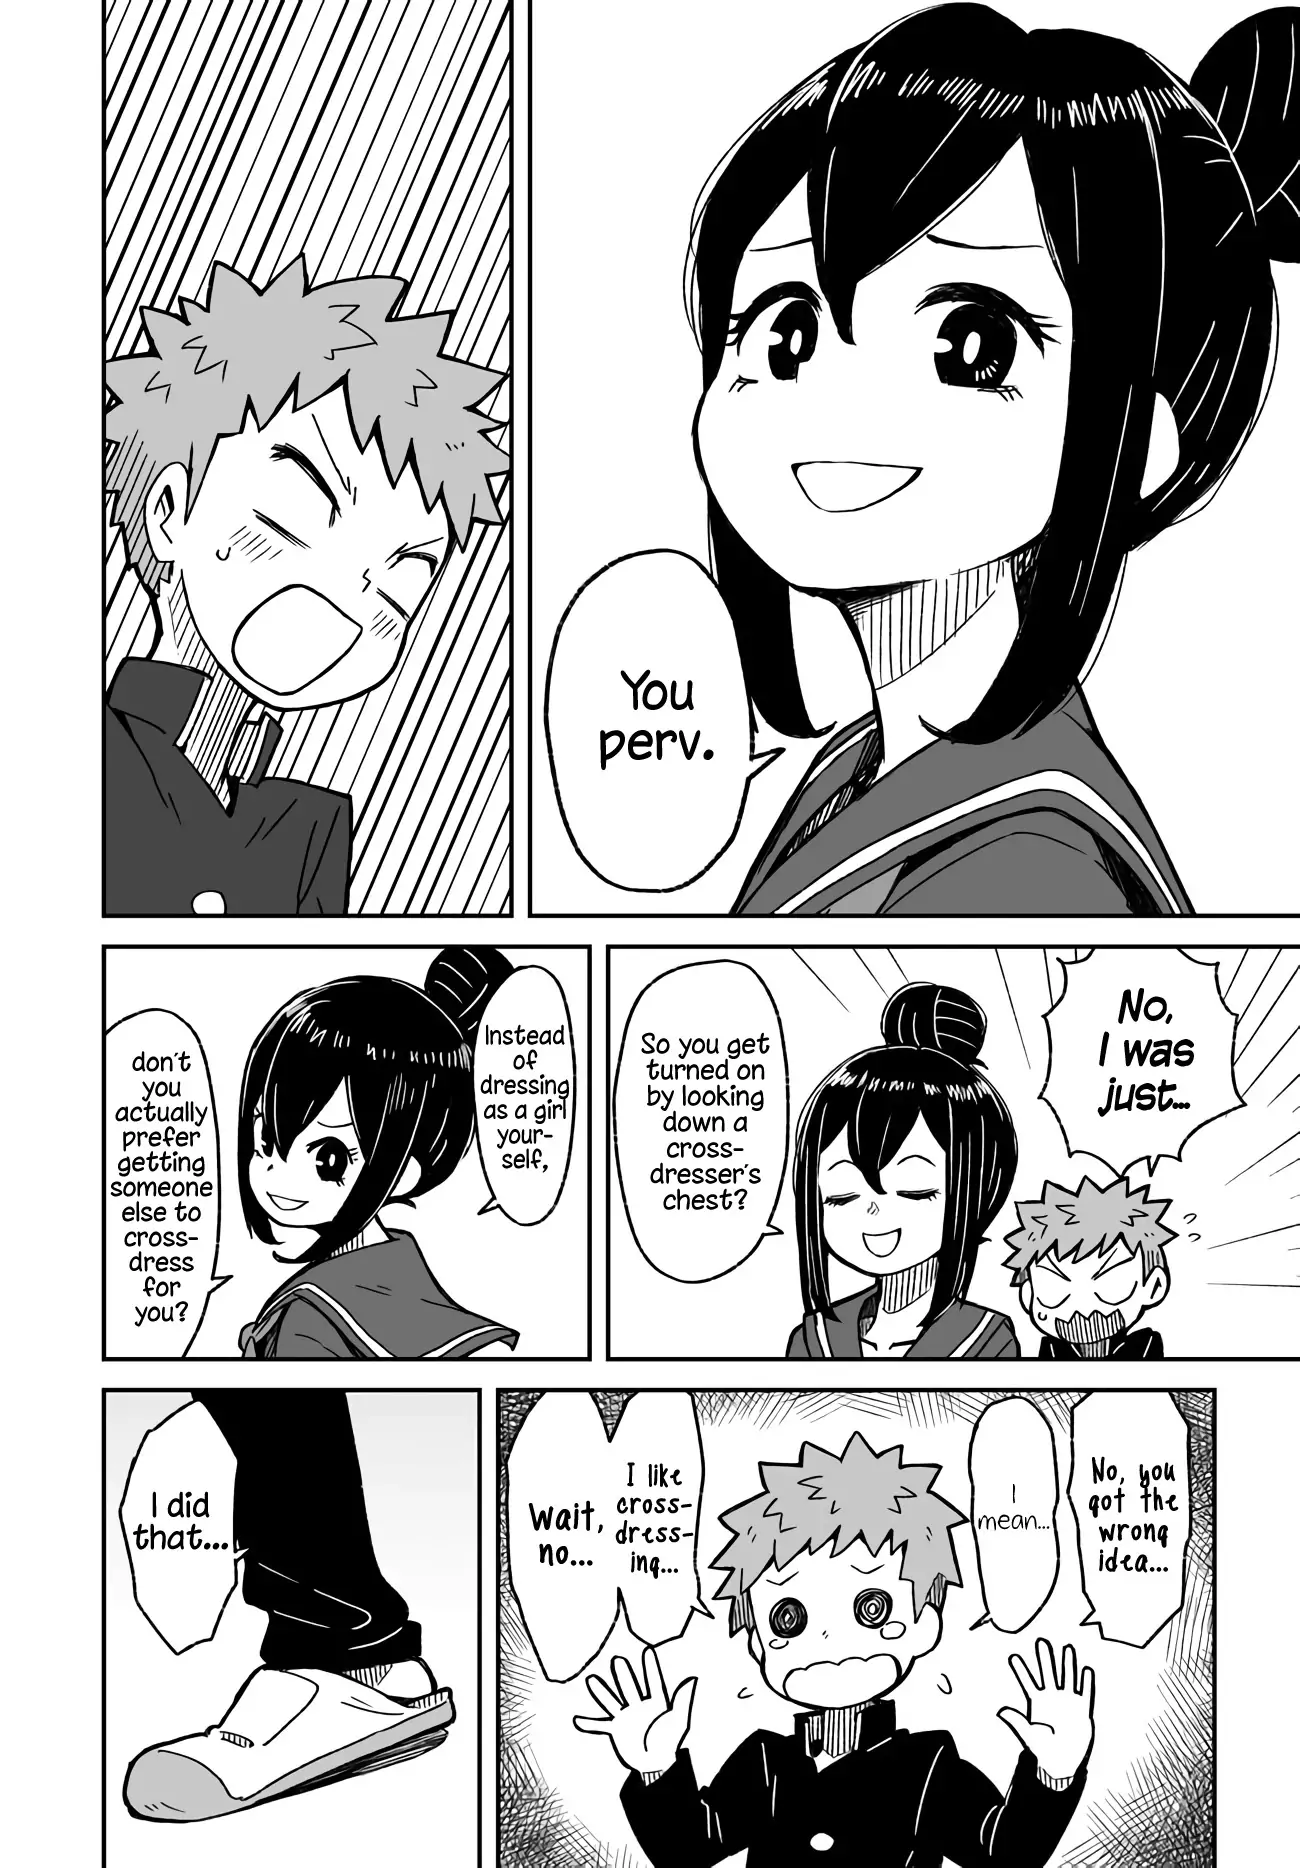 You
perv.
No,
I was
just...
So you get
turned on
by looking
down a
cross-
dresser's
chest?
Instead
of
dressing
as a girl
your-
self,
don't
you
actually
prefer
getting
someone
else to
cross-
dress
for
you?
No, you
got the
wrong
idea...
I
mean...
I like
cross-
dress-
ing...
Wait,
no...
I did
that...